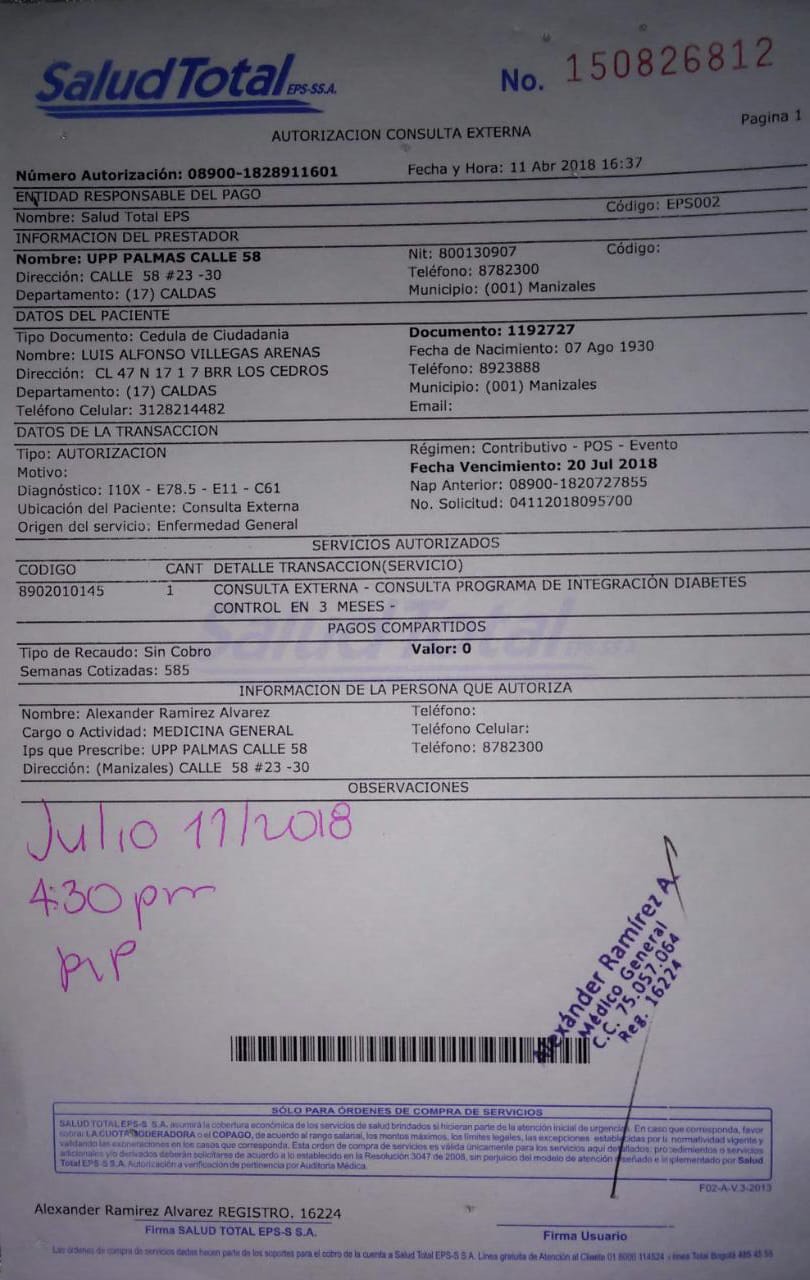 SaludTotal EPS-SS.A.
No. 150826812
AUTORIZACION CONSULTA EXTERNA
Pagina 1
Número Autorización: 08900-1828911601 Fecha y Hora: 11 Abr 2018 16:37
ENTIDAD RESPONSABLE DEL PAGO
Nombre: Salud Total EPS Código: EPS002
INFORMACION DEL PRESTADOR
Nombre: UPP PALMAS CALLE 58 Nit: 800130907 Código:
Dirección: CALLE 58 #23 -30 Teléfono: 8782300
Departamento: (17) CALDAS Municipio: (001) Manizales
DATOS DEL PACIENTE
Tipo Documento: Cedula de Ciudadania Documento: 1192727
Nombre: LUIS ALFONSO VILLEGAS ARENAS Fecha de Nacimiento: 07 Ago 1930
Dirección: CL 47 N 17 1 7 BRR LOS CEDROS Teléfono: 8923888
Departamento: (17) CALDAS Municipio: (001) Manizales
Teléfono Celular: 3128214482 Email:
DATOS DE LA TRANSACCION
Tipo: AUTORIZACION Régimen: Contributivo - POS - Evento
Motivo: Fecha Vencimiento: 20 Jul 2018
Diagnóstico: I10X - E78.5 - E11 - C61 Nap Anterior: 08900-1820727855
Ubicación del Paciente: Consulta Externa No. Solicitud: 04112018095700
Origen del servicio: Enfermedad General
SERVICIOS AUTORIZADOS
CODIGO CANT DETALLE TRANSACCION(SERVICIO)
8902010145 1 CONSULTA EXTERNA - CONSULTA PROGRAMA DE INTEGRACIÓN DIABETES
CONTROL EN 3 MESES -
PAGOS COMPARTIDOS
Tipo de Recaudo: Sin Cobro Valor: 0
Semanas Cotizadas: 585
INFORMACION DE LA PERSONA QUE AUTORIZA
Nombre: Alexander Ramirez Alvarez Teléfono:
Cargo o Actividad: MEDICINA GENERAL Teléfono Celular:
Ips que Prescribe: UPP PALMAS CALLE 58 Teléfono: 8782300
Dirección: (Manizales) CALLE 58 #23 -30
OBSERVACIONES
Julio 11/2018
4:30 pm
Alexánder Ramírez A.
Médico General
C.C. 75.057.064
Reg. 16224
SÓLO PARA ÓRDENES DE COMPRA DE SERVICIOS
SALUD TOTAL EPS-S S.A. asumirá la cobertura económica de los servicios de salud brindados si hicieran parte de la atención inicial de urgencia. En caso que corresponda, favor
cobrar LA CUOTA MODERADORA o el COPAGO, de acuerdo al rango salarial, los montos máximos, los límites legales, las excepciones establecidas por la normatividad vigente y
validando las exoneraciones en los casos que corresponda. Esta orden de compra de servicios es válida únicamente para los servicios aquí detallados; procedimientos o servicios
adicionales y/o derivados deberán solicitarse de acuerdo a lo establecido en la Resolución 3047 de 2008, sin perjuicio del modelo de atención diseñado e implementado por Salud
Total EPS-S S.A. Autorización a verificación de pertinencia por Auditoría Médica.
F02-A-V.3-2013
Alexander Ramirez Alvarez REGISTRO. 16224
Firma SALUD TOTAL EPS-S S.A.
Firma Usuario
Las órdenes de compra de servicios dadas hacen parte de los soportes para el cobro de la cuenta a Salud Total EPS-S S.A. Línea gratuita de Atención al Cliente 01 8000 114524 - línea Total Bogotá 485 45 55